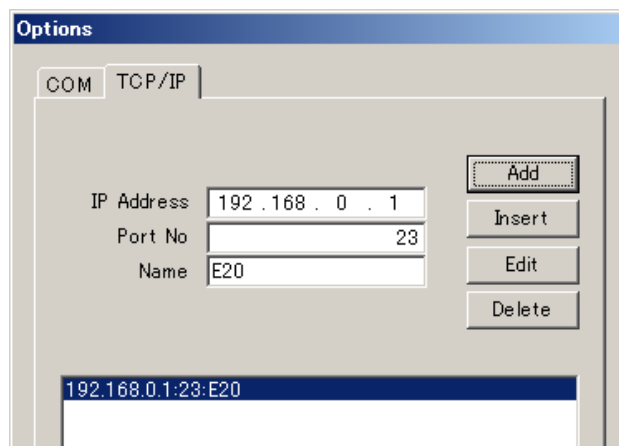 Options
COM TCP/IP
Add
IP Address 192 . 168 . 0 . 1
Insert
Port No 23
Edit
Name E20
Delete
192.168.0.1:23:E20